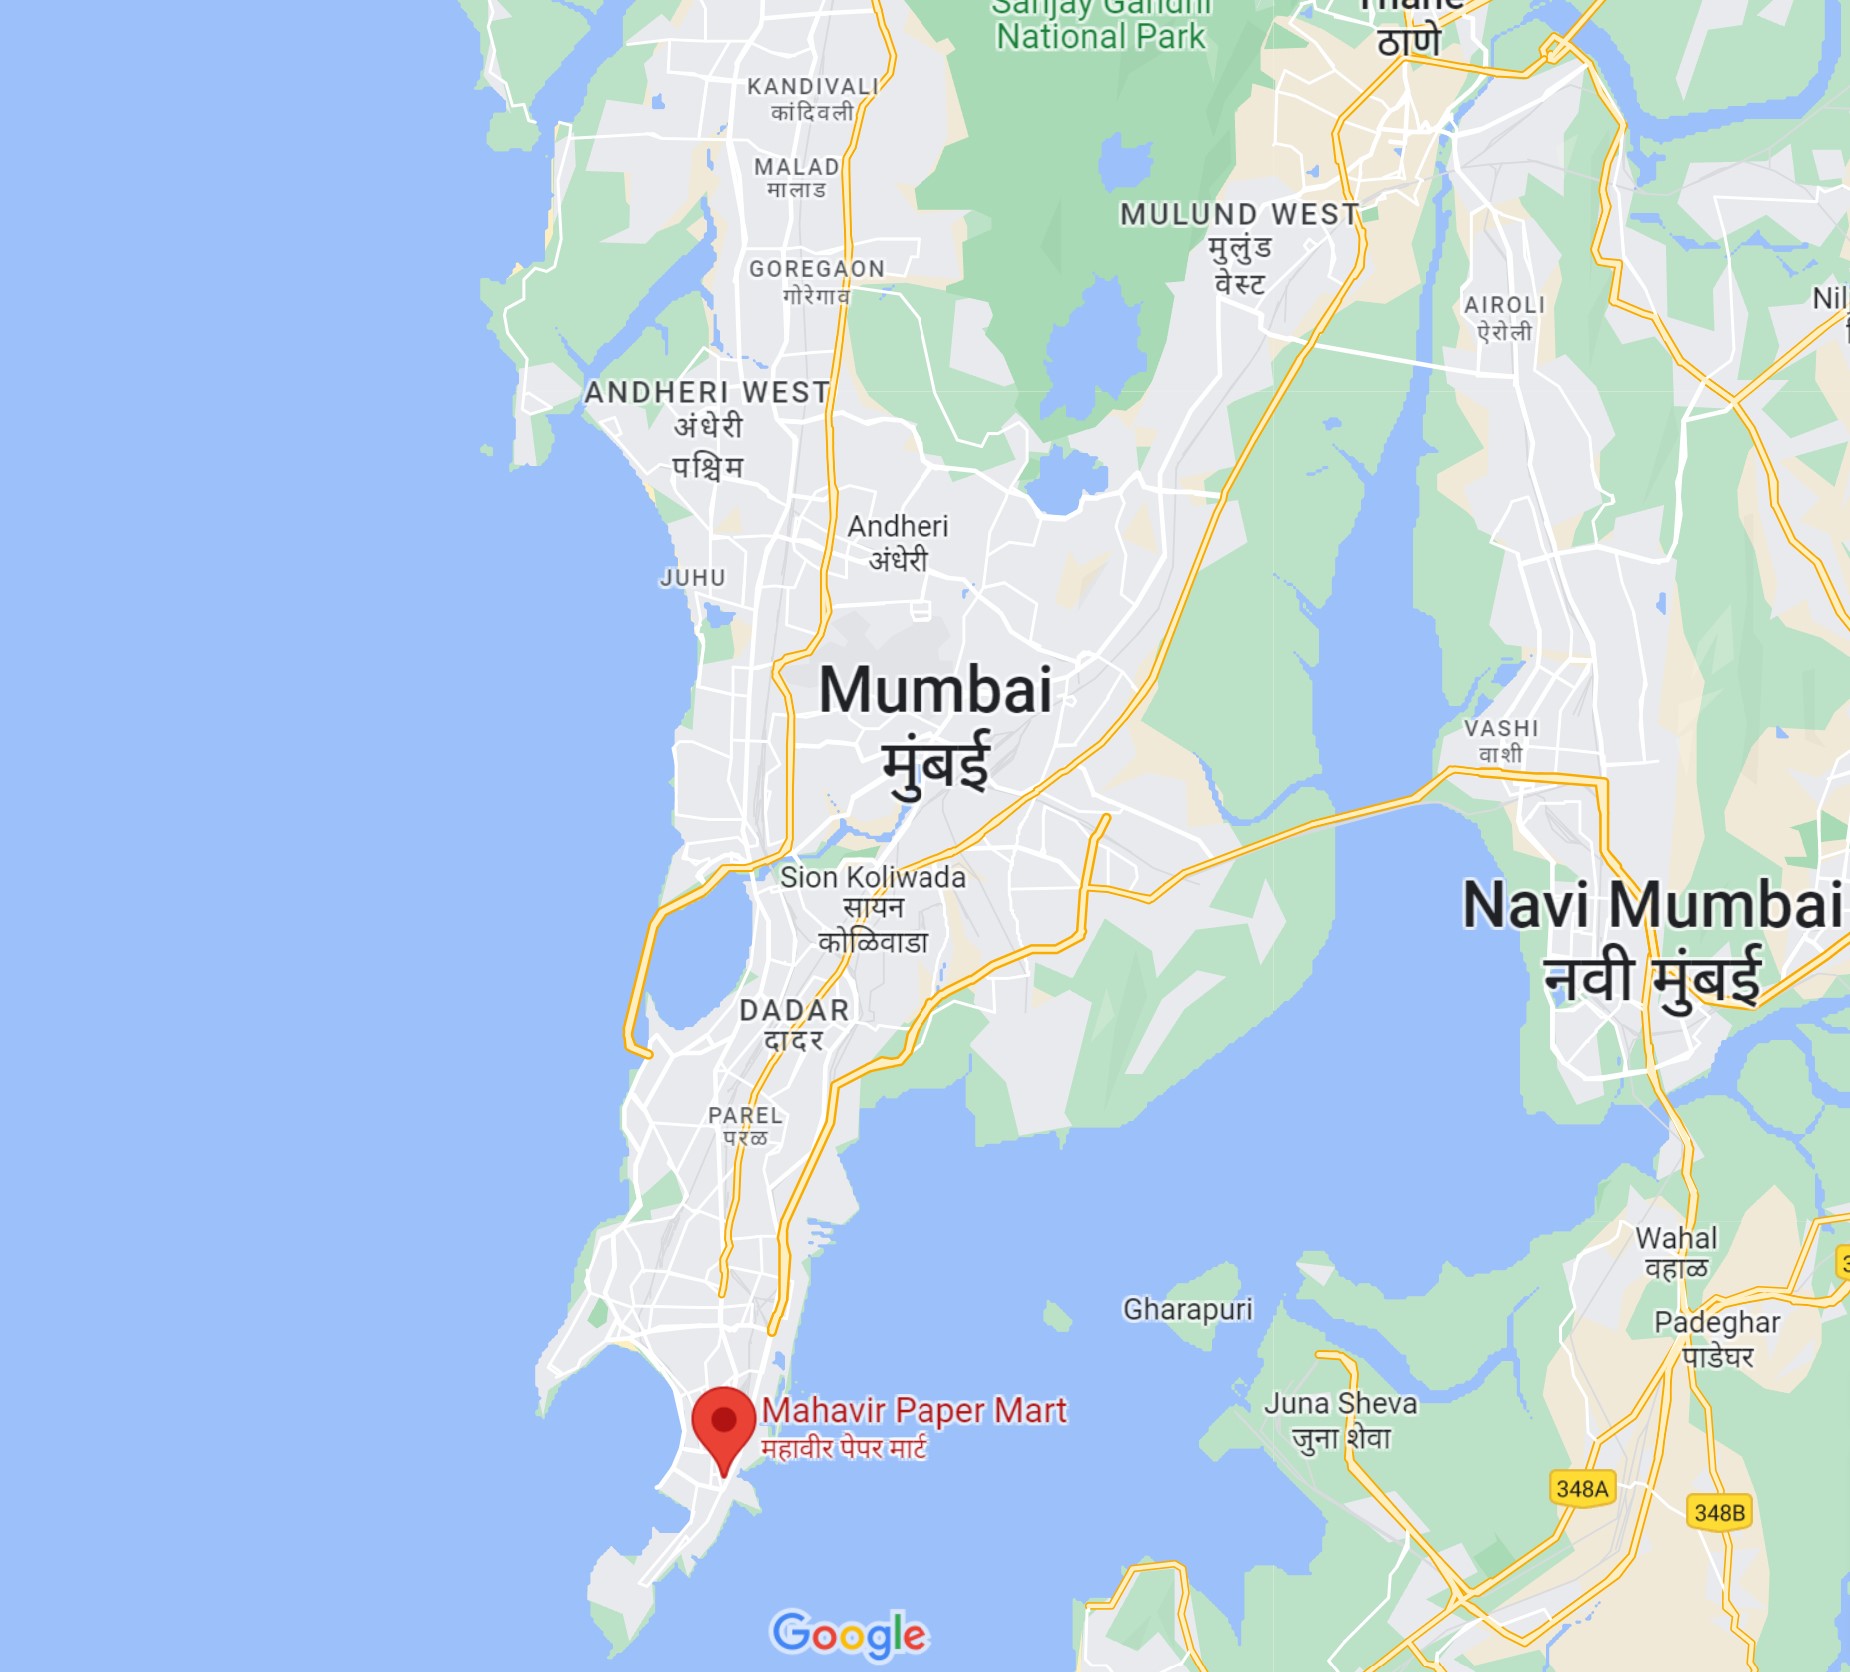 Sanjay Gandhi
National Park
Thane
ठाणे
KANDIVALI
कांदिवली
MALAD
मालाड
MULUND WEST
मुलुंड
वेस्ट
GOREGAON
गोरेगाव
AIROLI
ऐरोली
ANDHERI WEST
अंधेरी
पश्चिम
Andheri
अंधेरी
JUHU
Mumbai
मुंबई
VASHI
वाशी
Sion Koliwada
सायन
कोळिवाडा
Navi Mumbai
नवी मुंबई
DADAR
दादर
PAREL
परळ
Wahal
वहाळ
Gharapuri
Padeghar
पाडेघर
Juna Sheva
जुना शेवा
Mahavir Paper Mart
महावीर पेपर मार्ट
348A
348B
Google